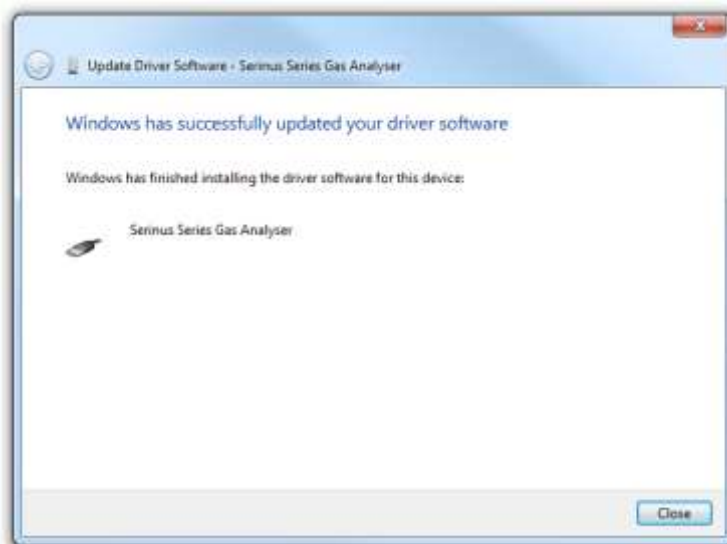 Update Driver Software - Serinus Series Gas Analyser
Windows has successfully updated your driver software
Windows has finished installing the driver software for this device:
Serinus Series Gas Analyser
Close